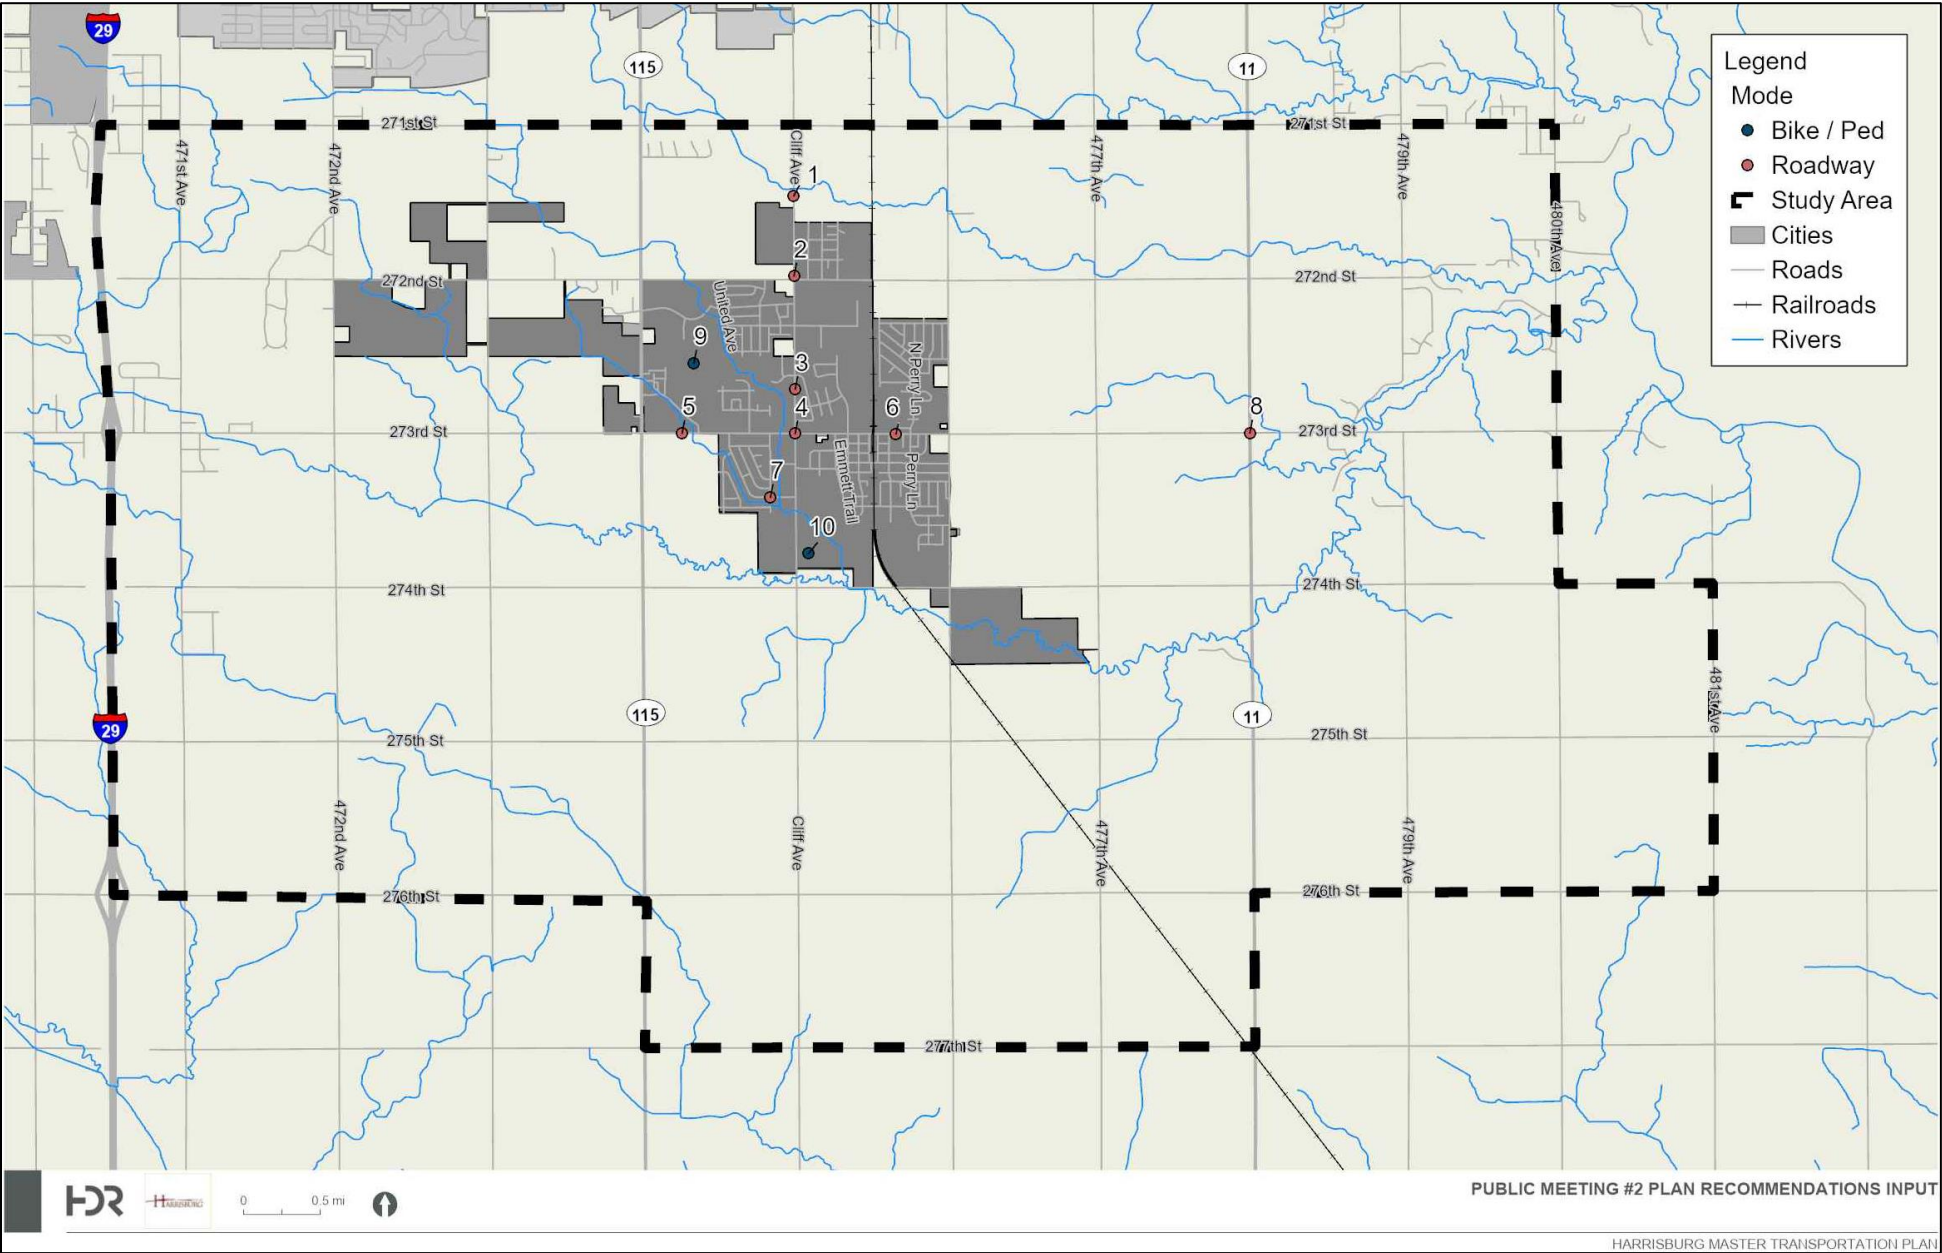 29
115
11
Legend
Mode
Bike / Ped
Roadway
Study Area
Cities
Roads
Railroads
Rivers
271st St
271st St
471st Ave
472nd Ave
Cliff Ave
477th Ave
479th Ave
480th Ave
1
2
272nd St
272nd St
United Ave
9
3
N Perry Ln
5
4
6
8
273rd St
273rd St
7
Emmett Trail
Perry Ln
10
274th St
274th St
481st Ave
29
115
11
275th St
275th St
472nd Ave
Cliff Ave
477th Ave
479th Ave
276th St
276th St
277th St
HDR
HARRISBURG
0 0.5 mi
PUBLIC MEETING #2 PLAN RECOMMENDATIONS INPUT
HARRISBURG MASTER TRANSPORTATION PLAN